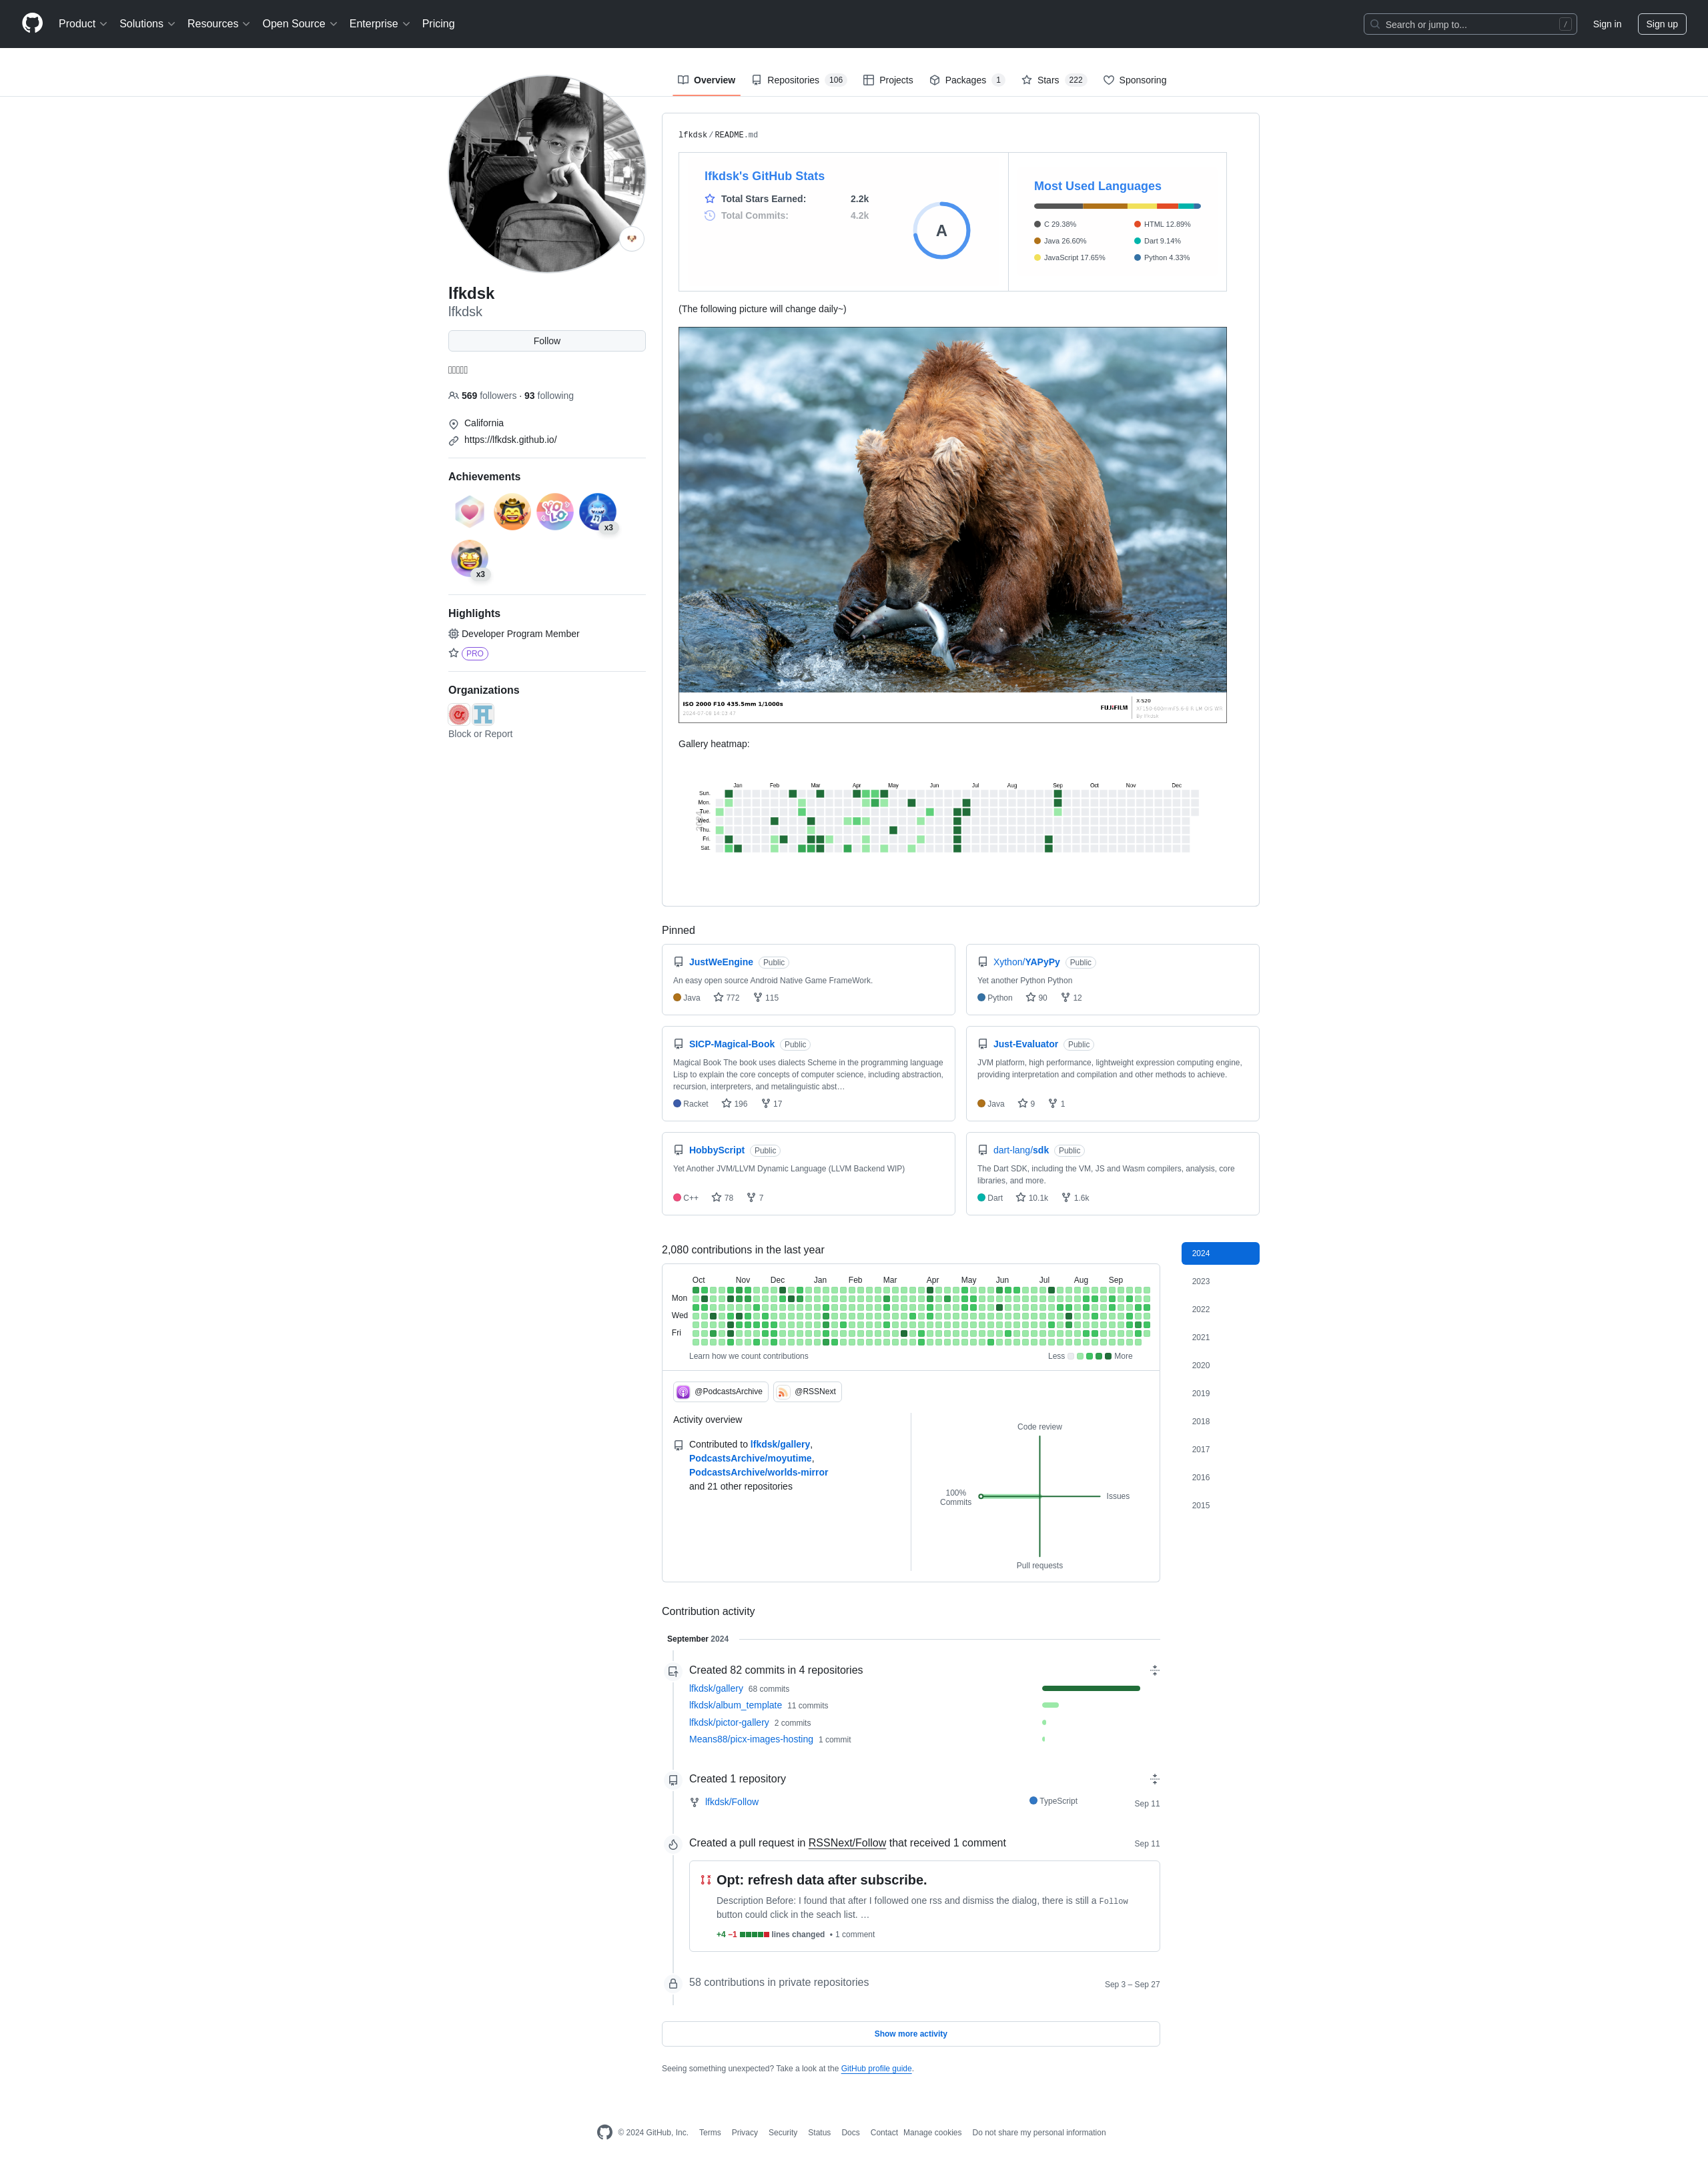 Product Solutions Resources Open Source Enterprise Pricing Search or jump to... / Sign in Sign up
Overview Repositories 106 Projects Packages 1 Stars 222 Sponsoring
lfkdsk
lfkdsk
Follow
569 followers · 93 following
California
https://lfkdsk.github.io/
Achievements
YOLO
x3
x3
Highlights
Developer Program Member
PRO
Organizations
Block or Report
lfkdsk/README.md
lfkdsk's GitHub Stats
Total Stars Earned: 2.2k
Total Commits: 4.2k
A
Most Used Languages
C 29.38% HTML 12.89%
Java 26.60% Dart 9.14%
JavaScript 17.65% Python 4.33%
(The following picture will change daily~)
ISO 2000 F10 435.5mm 1/1000s
FUJIFILM
X-S20
Gallery heatmap:
Jan Feb Mar Apr May Jun Jul Aug Sep Oct Nov Dec
Sun.
Mon.
Tue.
Wed.
Thu.
Fri.
Sat.
Pinned
JustWeEngine Public
An easy open source Android Native Game FrameWork.
Java 772 115
Xython/YAPyPy Public
Yet another Python Python
Python 90 12
SICP-Magical-Book Public
Magical Book The book uses dialects Scheme in the programming language
Lisp to explain the core concepts of computer science, including abstraction,
recursion, interpreters, and metalinguistic abst…
Racket 196 17
Just-Evaluator Public
JVM platform, high performance, lightweight expression computing engine,
providing interpretation and compilation and other methods to achieve.
Java 9 1
HobbyScript Public
Yet Another JVM/LLVM Dynamic Language (LLVM Backend WIP)
C++ 78 7
dart-lang/sdk Public
The Dart SDK, including the VM, JS and Wasm compilers, analysis, core
libraries, and more.
Dart 10.1k 1.6k
2,080 contributions in the last year
Oct Nov Dec Jan Feb Mar Apr May Jun Jul Aug Sep
Mon
Wed
Fri
Learn how we count contributions Less More
@PodcastsArchive @RSSNext
Activity overview
Contributed to lfkdsk/gallery,
PodcastsArchive/moyutime,
PodcastsArchive/worlds-mirror
and 21 other repositories
Code review
100%
Commits
Issues
Pull requests
2024
2023
2022
2021
2020
2019
2018
2017
2016
2015
Contribution activity
September 2024
Created 82 commits in 4 repositories
lfkdsk/gallery 68 commits
lfkdsk/album_template 11 commits
lfkdsk/pictor-gallery 2 commits
Means88/picx-images-hosting 1 commit
Created 1 repository
lfkdsk/Follow TypeScript Sep 11
Created a pull request in RSSNext/Follow that received 1 comment Sep 11
Opt: refresh data after subscribe.
Description Before: I found that after I followed one rss and dismiss the dialog, there is still a Follow
button could click in the seach list. …
+4 −1 lines changed • 1 comment
58 contributions in private repositories Sep 3 – Sep 27
Show more activity
Seeing something unexpected? Take a look at the GitHub profile guide.
© 2024 GitHub, Inc. Terms Privacy Security Status Docs Contact Manage cookies Do not share my personal information